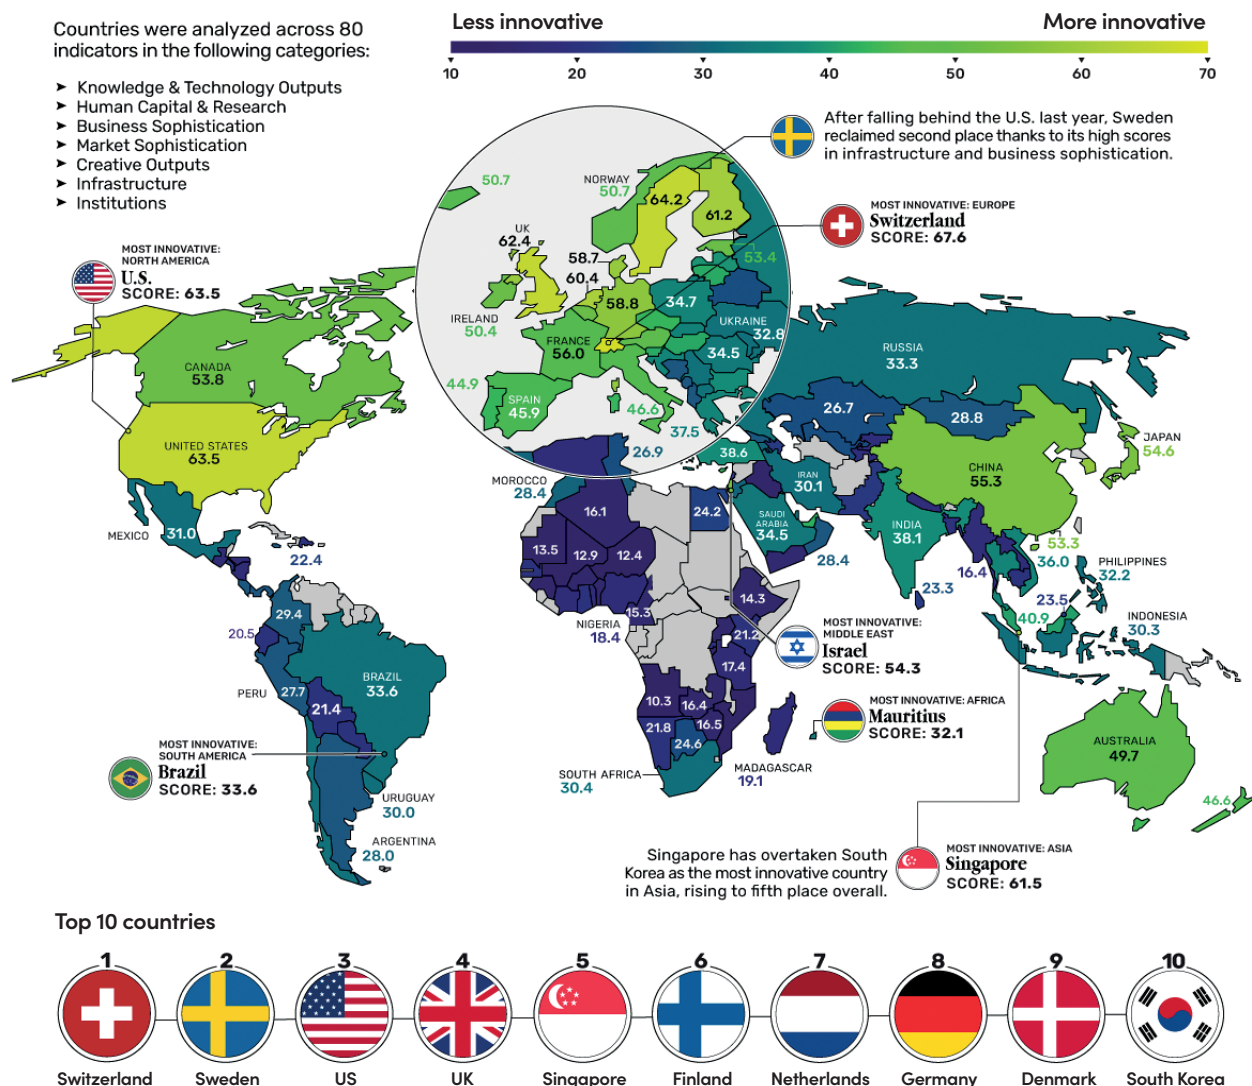 Countries were analyzed across 80
indicators in the following categories:
➤ Knowledge & Technology Outputs
➤ Human Capital & Research
➤ Business Sophistication
➤ Market Sophistication
➤ Creative Outputs
➤ Infrastructure
➤ Institutions
Less innovative
More innovative
10 20 30 40 50 60 70
After falling behind the U.S. last year, Sweden
reclaimed second place thanks to its high scores
in infrastructure and business sophistication.
MOST INNOVATIVE: EUROPE
Switzerland
SCORE: 67.6
MOST INNOVATIVE:
NORTH AMERICA
U.S.
SCORE: 63.5
50.7
NORWAY
50.7
64.2
61.2
UK
62.4
58.7
60.4
53.4
58.8
34.7
IRELAND
50.4
UKRAINE
32.8
FRANCE
56.0
34.5
44.9
SPAIN
45.9
46.6
37.5
26.9
CANADA
53.8
UNITED STATES
63.5
MEXICO
31.0
22.4
29.4
20.5
PERU
27.7
BRAZIL
33.6
21.4
MOST INNOVATIVE:
SOUTH AMERICA
Brazil
SCORE: 33.6
URUGUAY
30.0
ARGENTINA
28.0
RUSSIA
33.3
26.7
28.8
JAPAN
54.6
CHINA
55.3
38.6
IRAN
30.1
MOROCCO
28.4
16.1
24.2
SAUDI
ARABIA
34.5
28.4
INDIA
38.1
53.3
36.0
PHILIPPINES
32.2
16.4
23.3
23.5
40.9
INDONESIA
30.3
13.5
12.9
12.4
15.3
14.3
NIGERIA
18.4
21.2
17.4
10.3
16.4
16.5
21.8
24.6
SOUTH AFRICA
30.4
MADAGASCAR
19.1
MOST INNOVATIVE:
MIDDLE EAST
Israel
SCORE: 54.3
MOST INNOVATIVE: AFRICA
Mauritius
SCORE: 32.1
AUSTRALIA
49.7
46.6
Singapore has overtaken South
Korea as the most innovative country
in Asia, rising to fifth place overall.
MOST INNOVATIVE: ASIA
Singapore
SCORE: 61.5
Top 10 countries
1 2 3 4 5 6 7 8 9 10
Switzerland Sweden US UK Singapore Finland Netherlands Germany Denmark South Korea